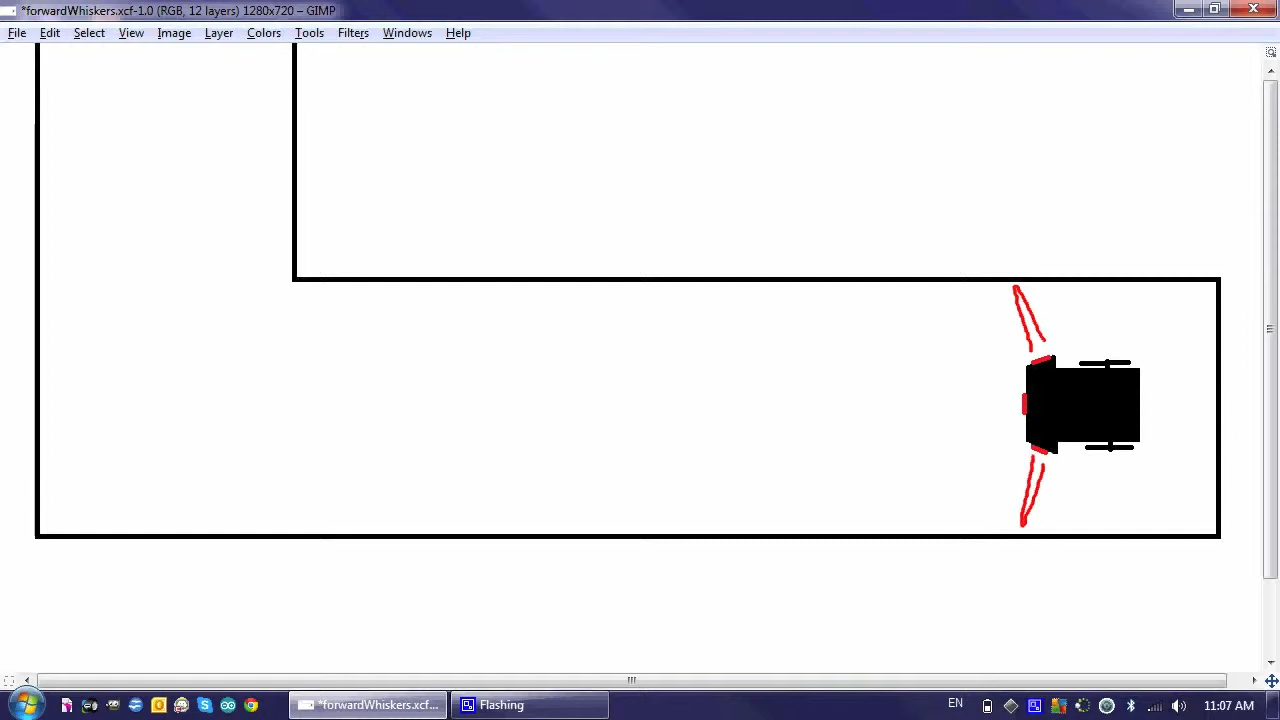 *forwardWhiskers.xcf-1.0 (RGB, 12 layers) 1280x720 – GIMP
File Edit Select View Image Layer Colors Tools Filters Windows Help
*forwardWhiskers.xcf... Flashing EN 11:07 AM